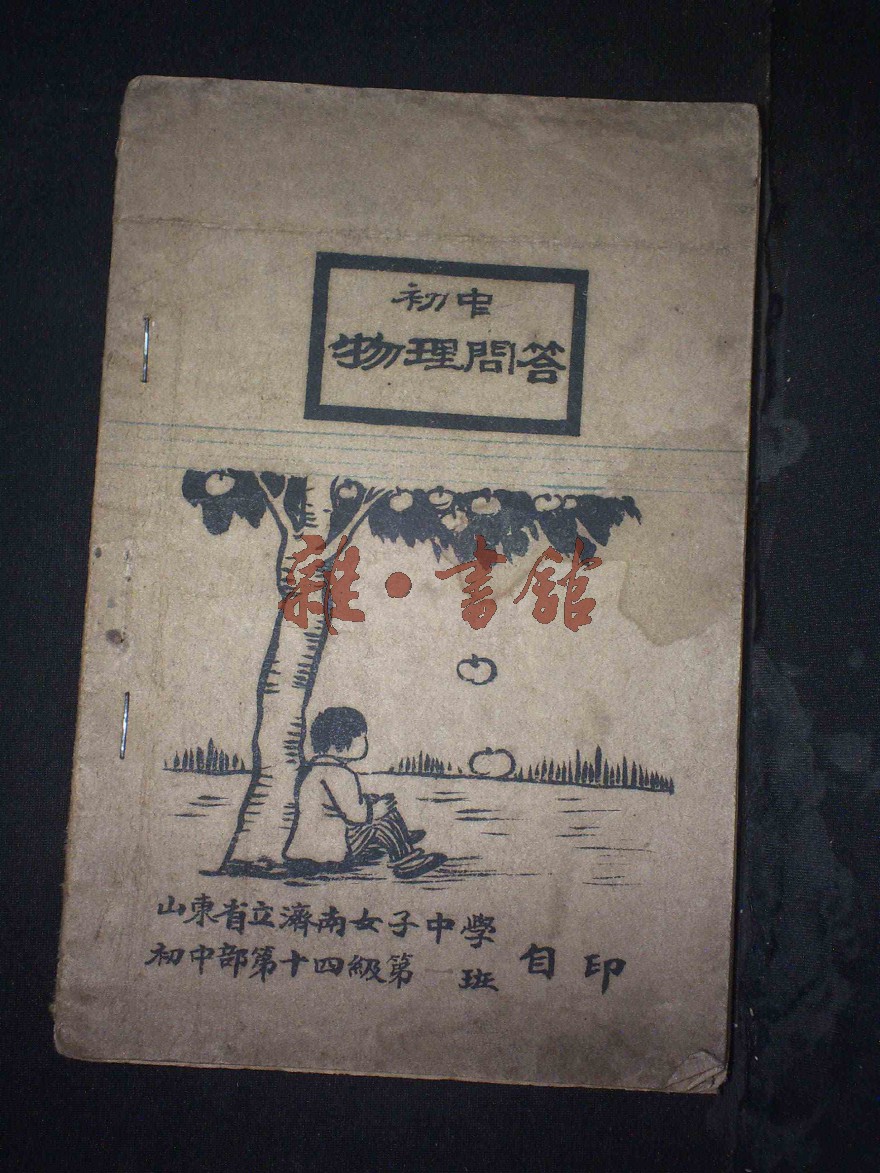 初中
物理問答
雜·書館
山東省立濟南女子中學
初中部第十四級第一班 自印